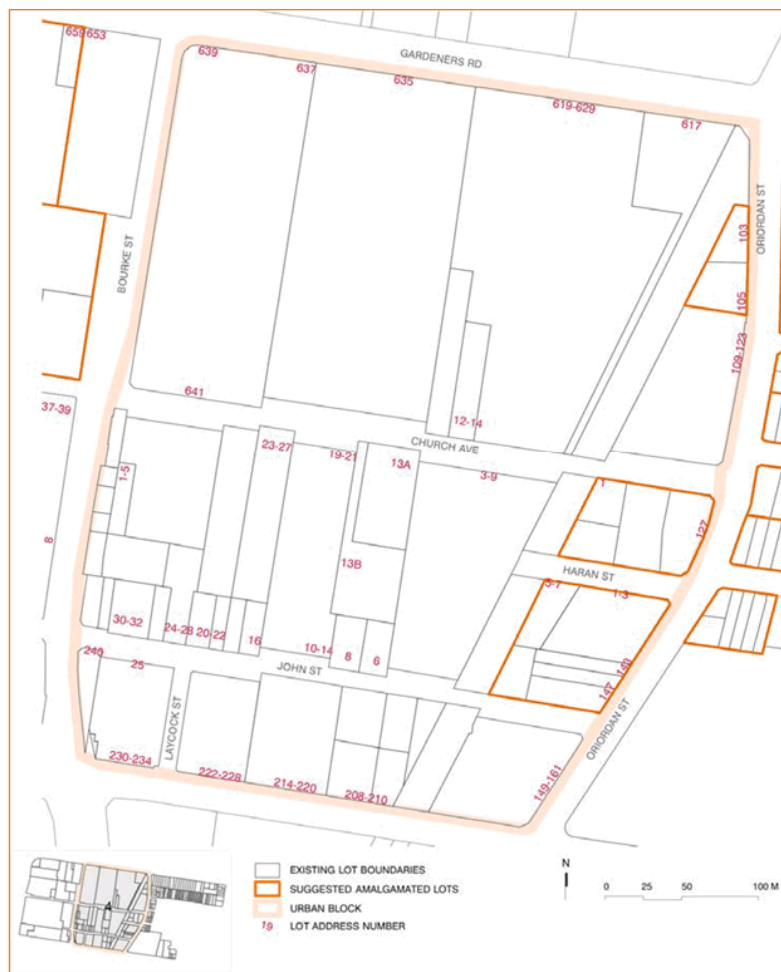 659 653
639
637
GARDENERS RD
635
619-629
617
ORIORDAN ST
103
BOURKE ST
105
109-123
641
37-39
12-14
CHURCH AVE
23-27
19-21
13A
3-9
1-5
1
127
8
13B
HARAN ST
5-7
1-3
30-32
24-28
20-22
16
10-14
8
6
149
147
240
25
JOHN ST
LAYCOCK ST
ORIORDAN ST
230-234
222-228
214-220
208-210
149-161
A
EXISTING LOT BOUNDARIES
SUGGESTED AMALGAMATED LOTS
URBAN BLOCK
19 LOT ADDRESS NUMBER
N
0 25 50 100 M